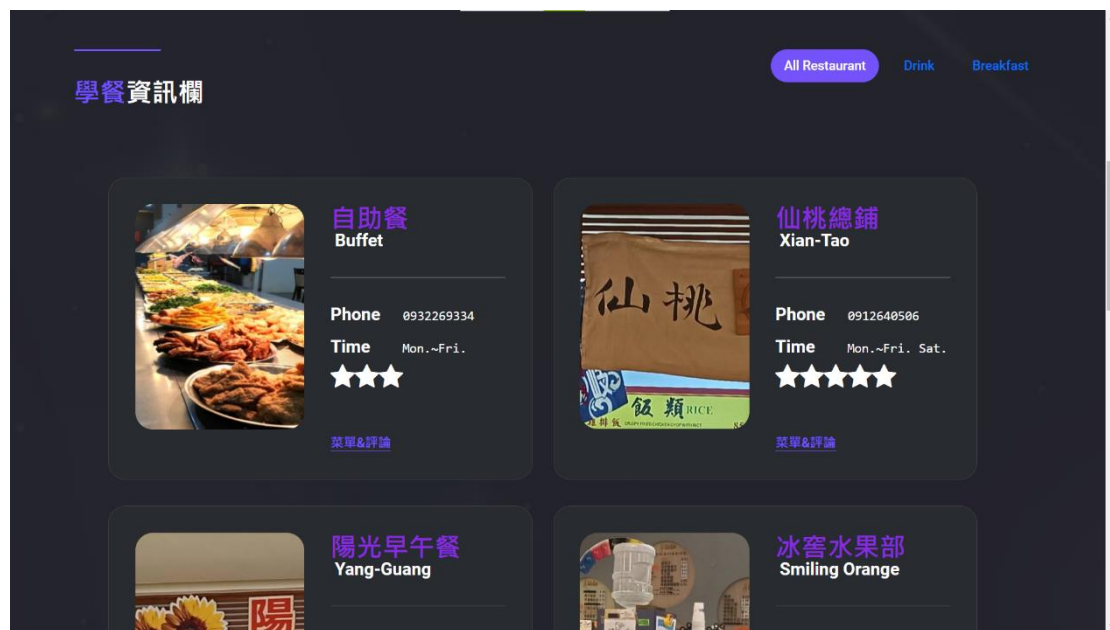 All Restaurant
Drink
Breakfast
學餐資訊欄
自助餐
Buffet
Phone 0932269334
Time Mon.~Fri.
菜單&評論
仙桃
飯 類 RICE
仙桃總鋪
Xian-Tao
Phone 0912640506
Time Mon.~Fri. Sat.
菜單&評論
陽
陽光早午餐
Yang-Guang
冰窖水果部
Smiling Orange